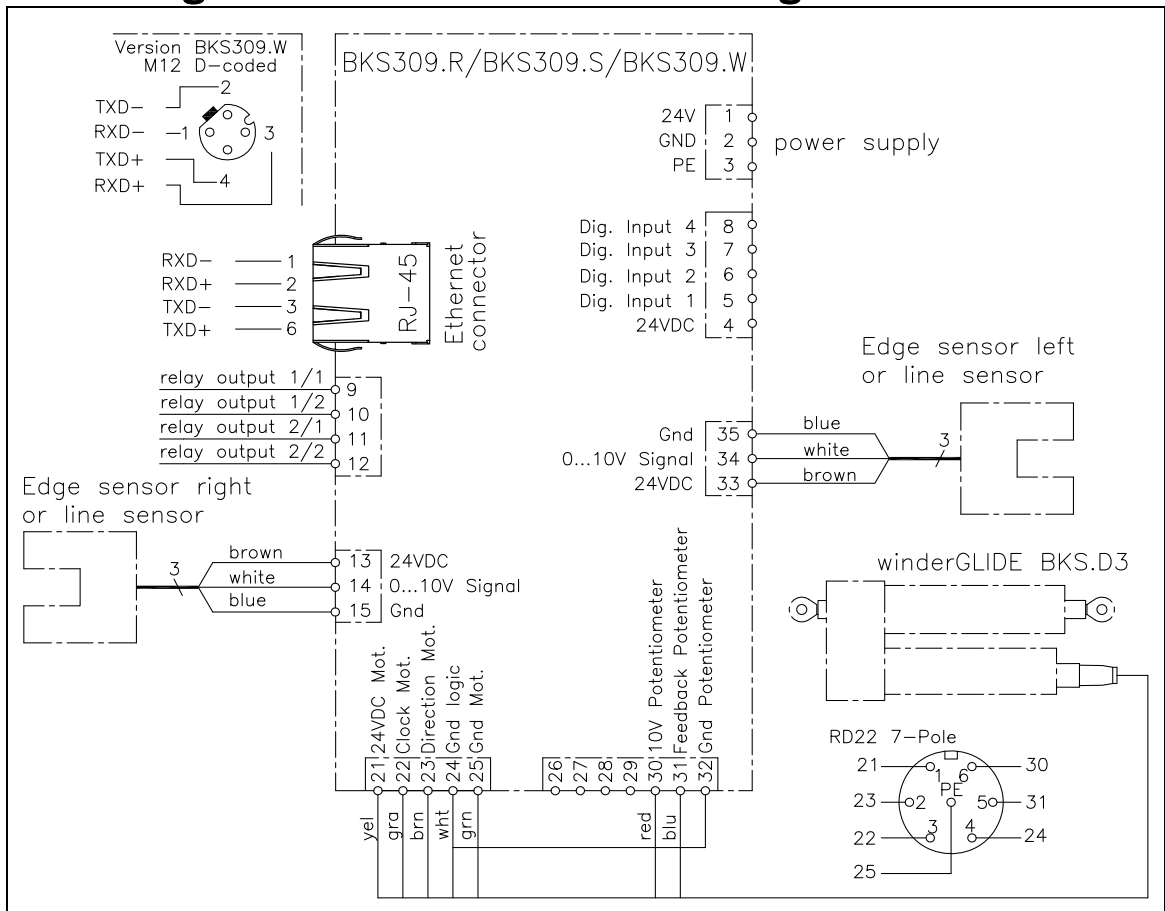 Version BKS309.W
M12 D-coded
2
TXD-
RXD- 1 3
TXD+
4
RXD+
BKS309.R/BKS309.S/BKS309.W
24V 1
GND 2 power supply
PE 3
Dig. Input 4 8
Dig. Input 3 7
Dig. Input 2 6
Dig. Input 1 5
24VDC 4
RXD- 1
RXD+ 2
TXD- 3
TXD+ 6
RJ-45
Ethernet
connector
relay output 1/1 9
relay output 1/2 10
relay output 2/1 11
relay output 2/2 12
Edge sensor left
or line sensor
Gnd 35 blue
0...10V Signal 34 white 3
24VDC 33 brown
Edge sensor right
or line sensor
brown 13 24VDC
3 white 14 0...10V Signal
blue 15 Gnd
winderGLIDE BKS.D3
21 24VDC Mot.
22 Clock Mot.
23 Direction Mot.
24 Gnd logic
25 Gnd Mot.
26
27
28
29
30 10V Potentiometer
31 Feedback Potentiometer
32 Gnd Potentiometer
yel
gra
brn
wht
grn
red
blu
RD22 7-Pole
21 1 6 30
PE
23 2 5 31
22 3 4 24
25